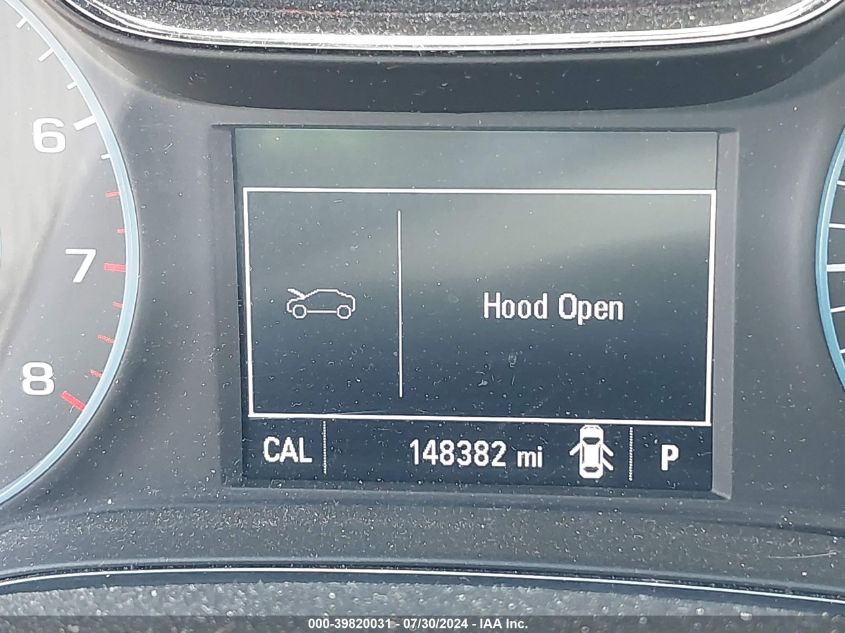 6
7
8
Hood Open
CAL 148382 mi P
000-39820031 - 07/30/2024 - IAA Inc.